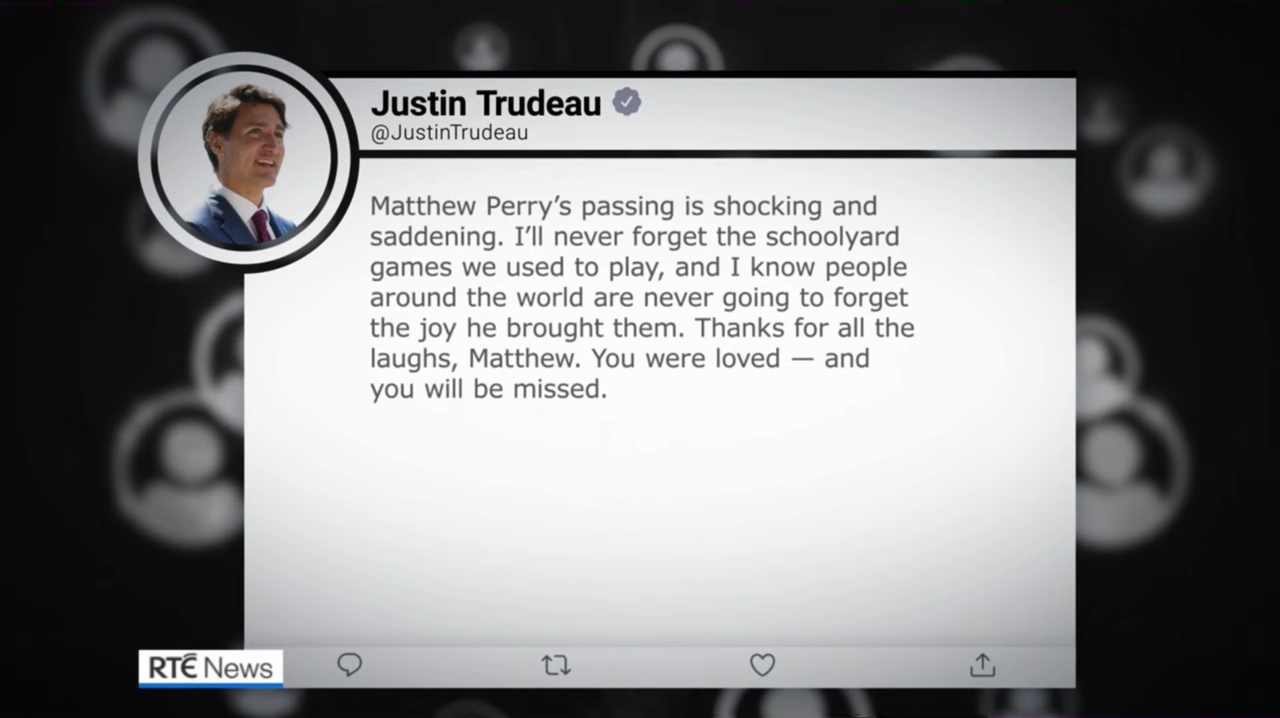 Justin Trudeau
@JustinTrudeau
Matthew Perry’s passing is shocking and
saddening. I’ll never forget the schoolyard
games we used to play, and I know people
around the world are never going to forget
the joy he brought them. Thanks for all the
laughs, Matthew. You were loved — and
you will be missed.
RTÉ News